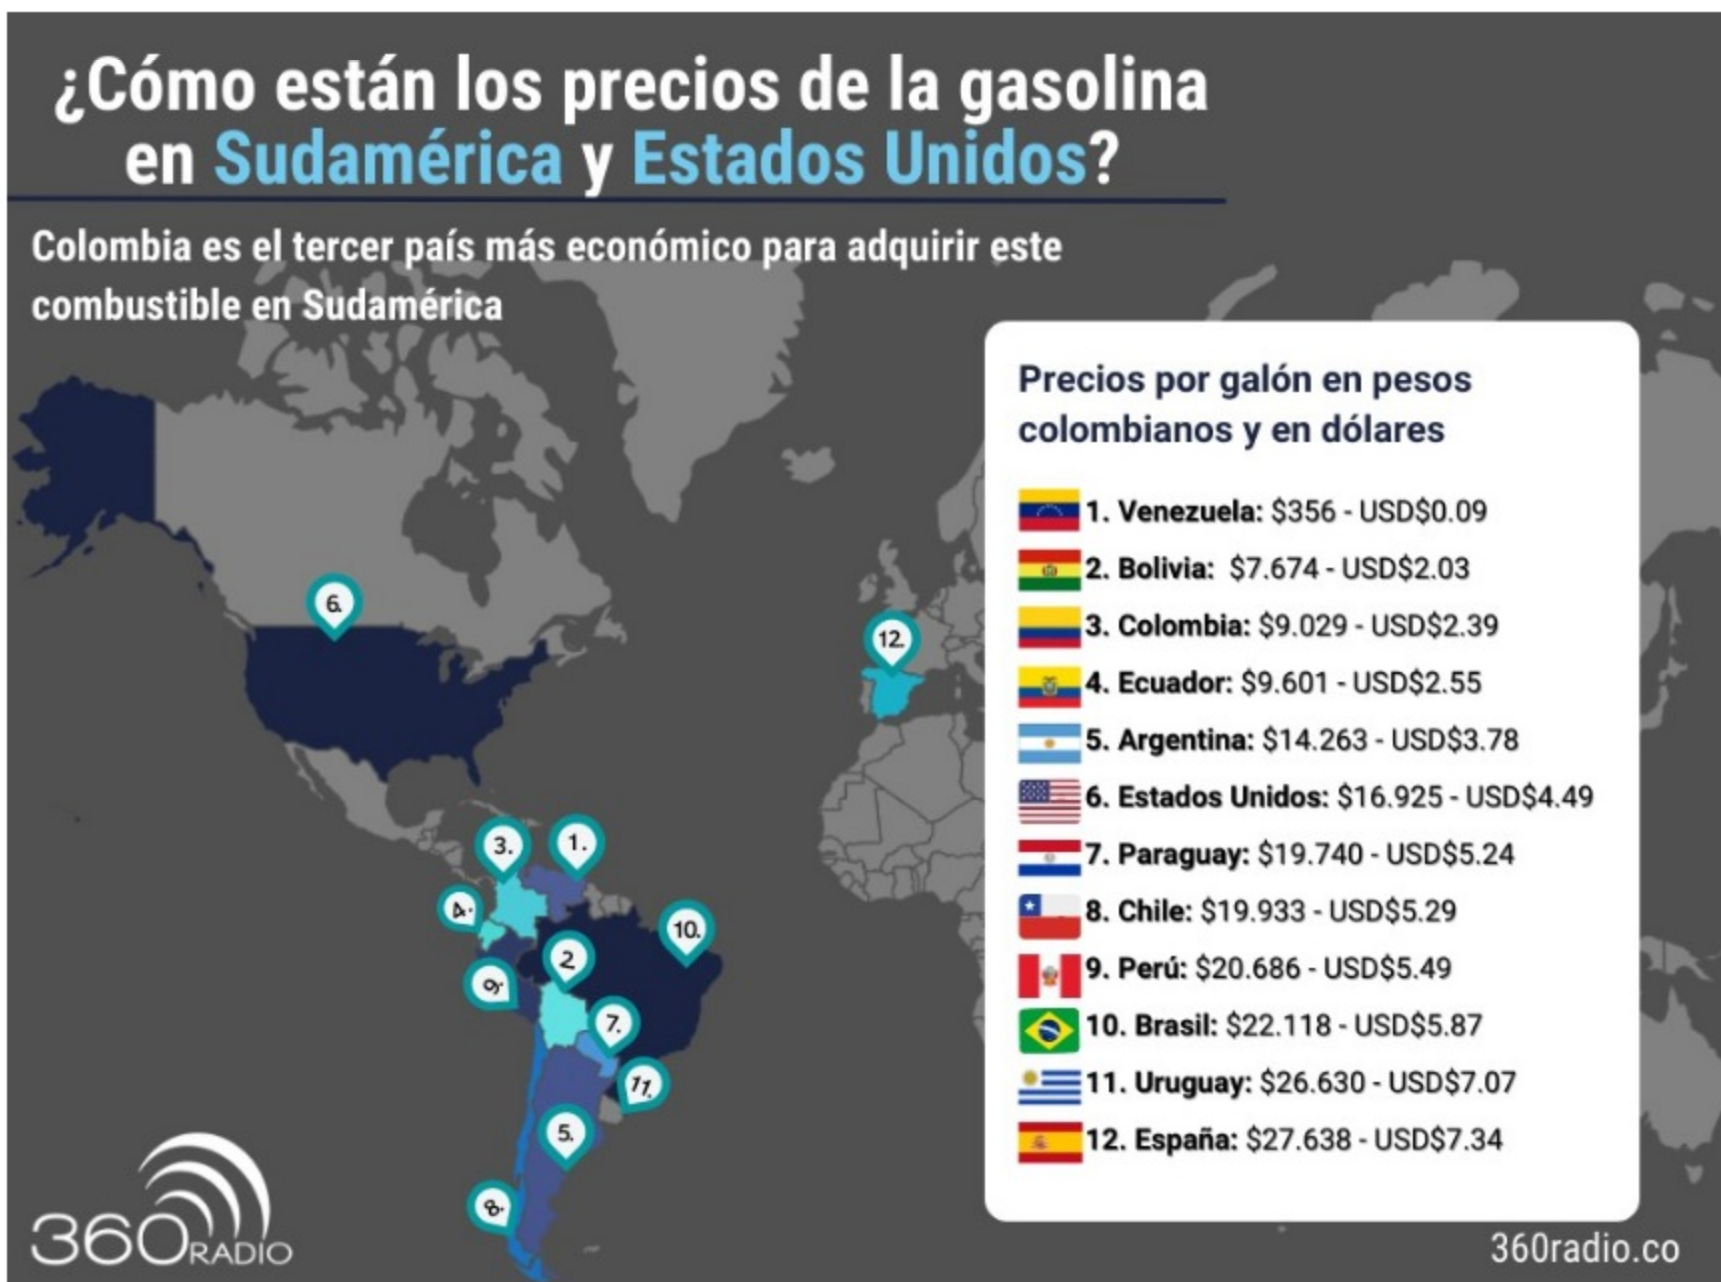 ¿Cómo están los precios de la gasolina
en Sudamérica y Estados Unidos?
Colombia es el tercer país más económico para adquirir este
combustible en Sudamérica
Precios por galón en pesos
colombianos y en dólares
1. Venezuela: $356 - USD$0.09
2. Bolivia: $7.674 - USD$2.03
3. Colombia: $9.029 - USD$2.39
4. Ecuador: $9.601 - USD$2.55
5. Argentina: $14.263 - USD$3.78
6. Estados Unidos: $16.925 - USD$4.49
7. Paraguay: $19.740 - USD$5.24
8. Chile: $19.933 - USD$5.29
9. Perú: $20.686 - USD$5.49
10. Brasil: $22.118 - USD$5.87
11. Uruguay: $26.630 - USD$7.07
12. España: $27.638 - USD$7.34
6.
12.
3.
1.
4.
10.
2
9.
7.
11.
5.
8.
360RADIO
360radio.co